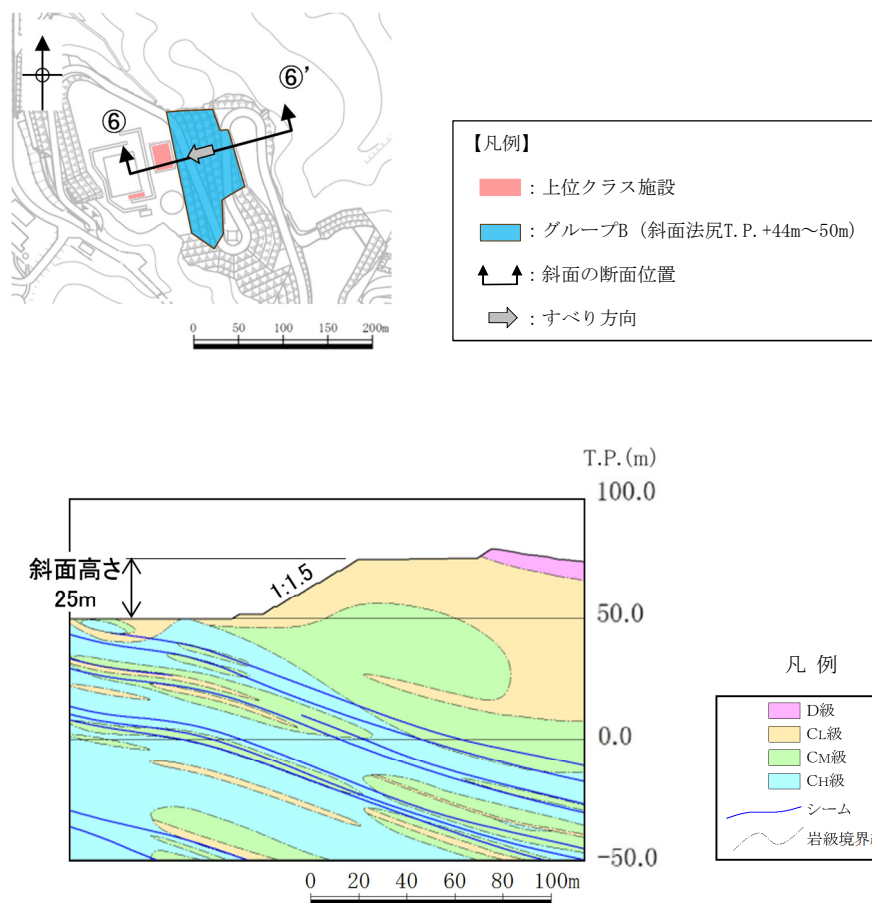 ⑥
⑥'
0 50 100 150 200m
【凡例】
：上位クラス施設
：グループB（斜面法尻T.P.+44m～50m）
：斜面の断面位置
：すべり方向
T.P.(m)
100.0
50.0
0.0
-50.0
斜面高さ
25m
1:1.5
0 20 40 60 80 100m
凡 例
D級
CL級
CM級
CH級
シーム
岩級境界